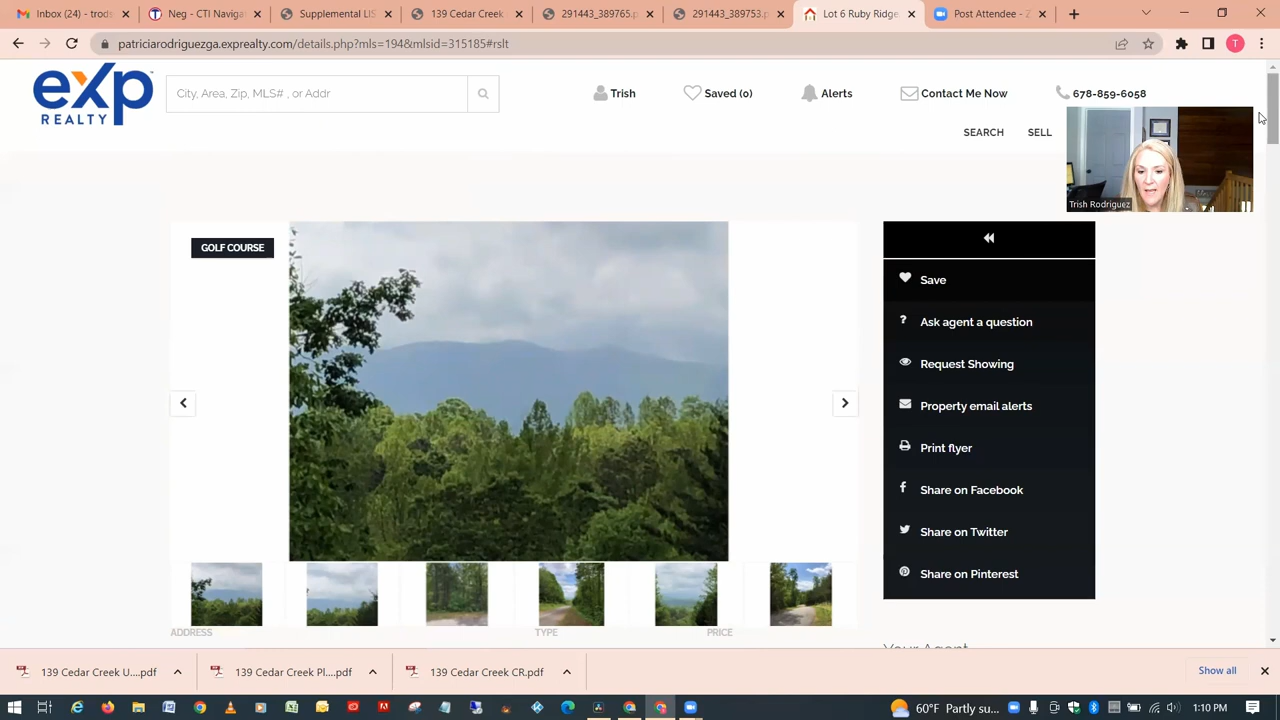 Inbox (2) - trods
Neg - CTI Navigat
Supplemental LIS
139 Cedar Creek
291443_389765.p
291443_389753.p
Lot 6 Ruby Ridge
Post Attendee - Z
patriciarodriguezga.exprealty.com/details.php?mls=194&mlsid=315185#rslt
T
eXp
REALTY
City, Area, Zip, MLS# , or Addr
Trish
Saved (0)
Alerts
Contact Me Now
678-859-6058
SEARCH
SELL
Trish Rodriguez
GOLF COURSE
Save
Ask agent a question
Request Showing
Property email alerts
Print flyer
Share on Facebook
Share on Twitter
Share on Pinterest
ADDRESS
TYPE
PRICE
Your Agent
139 Cedar Creek U....pdf
139 Cedar Creek Pl....pdf
139 Cedar Creek CR.pdf
Show all
60°F Partly su...
1:10 PM